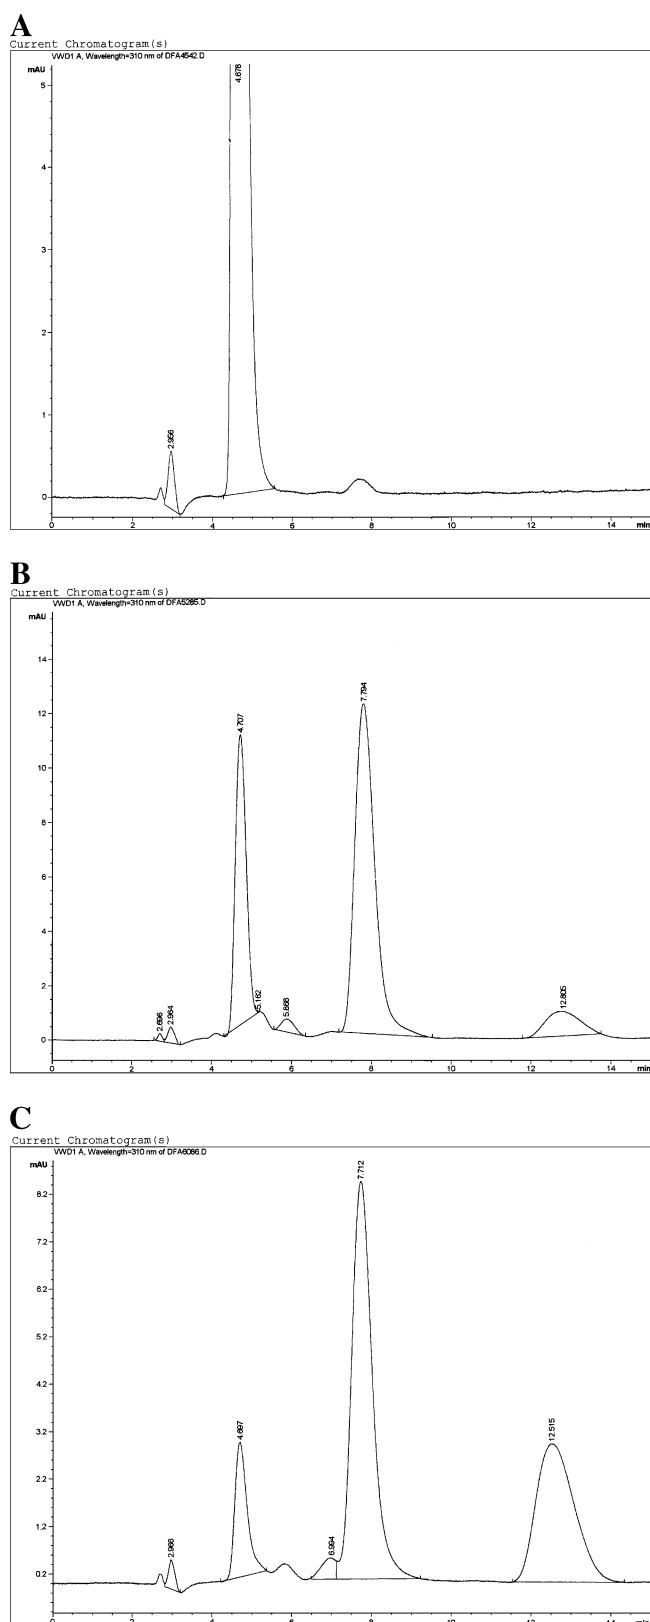 A
Current Chromatogram(s)
VWD1 A, Wavelength=310 nm of DFA4542.D
mAU
4.678
5
4
3
2
1
2.956
0
0 2 4 6 8 10 12 14 min
B
Current Chromatogram(s)
VWD1 A, Wavelength=310 nm of DFA5285.D
mAU
14
7.794
12
4.707
10
8
6
4
2
5.162
5.888
12.805
2.696
2.964
0
0 2 4 6 8 10 12 14 min
C
Current Chromatogram(s)
VWD1 A, Wavelength=310 nm of DFA6086.D
mAU
7.712
8.2
7.2
6.2
5.2
4.2
3.2
4.697
12.515
2.2
1.2
2.966
6.994
0.2